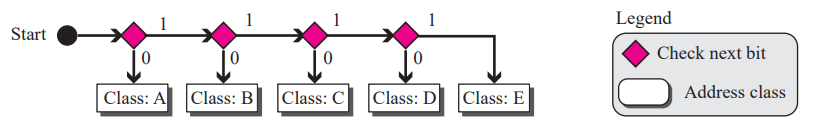 Start
1 1 1 1
0 0 0 0
Class: A Class: B Class: C Class: D Class: E
Legend
Check next bit
Address class